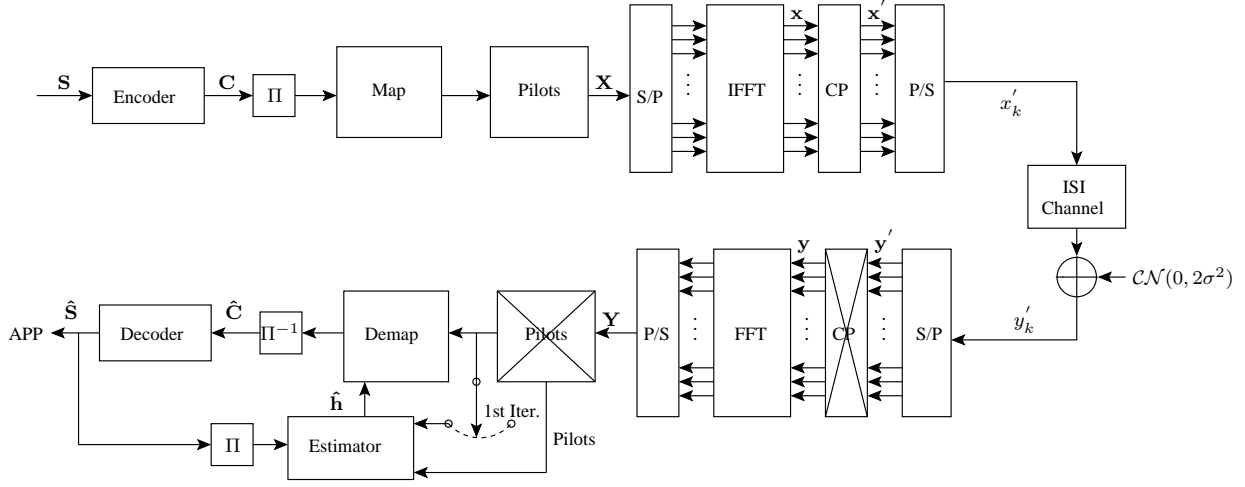 S
Encoder
C
Π
Map
Pilots
X
S/P
⋮
IFFT
x
⋮
CP
x′
⋮
P/S
x′k
ISI
Channel
CN(0, 2σ²)
y′k
S/P
y′
⋮
CP
y
⋮
FFT
⋮
P/S
Y
Pilots
Demap
Π⁻¹
Ĉ
Decoder
Ŝ
APP
ĥ
1st Iter.
Pilots
Π
Estimator